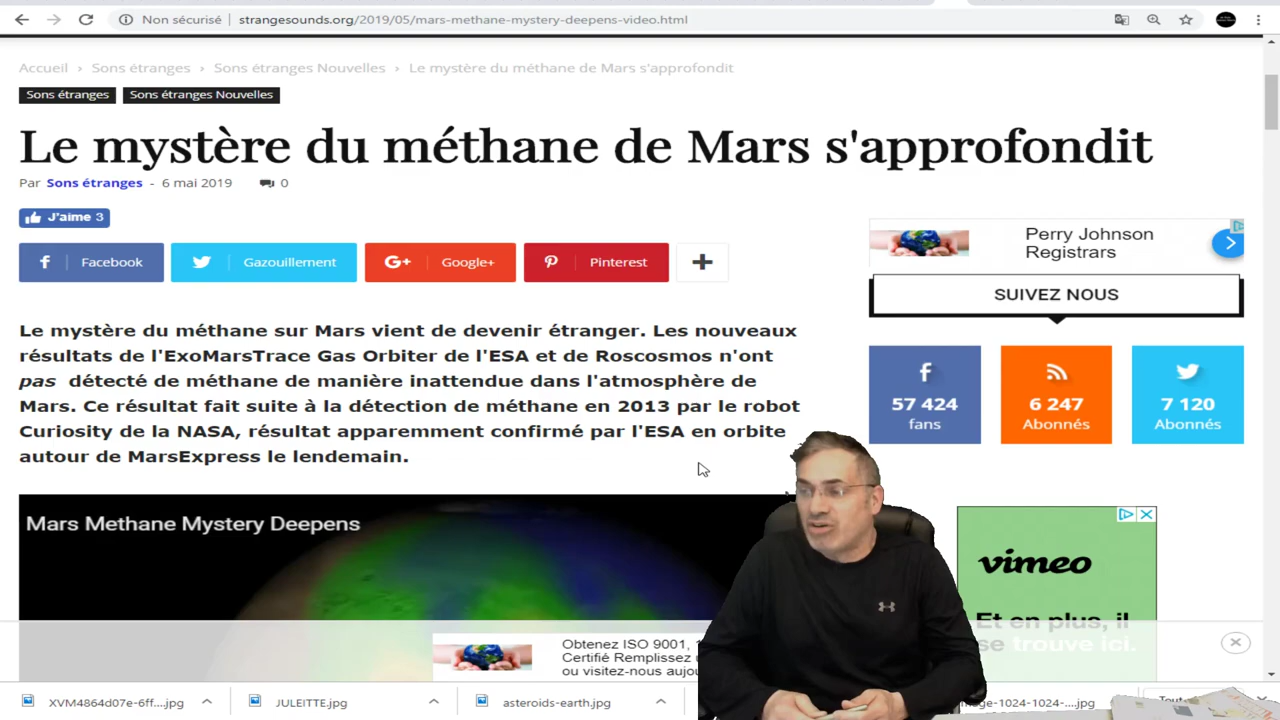 Non sécurisé | strangesounds.org/2019/05/mars-methane-mystery-deepens-video.html
Accueil › Sons étranges › Sons étranges Nouvelles › Le mystère du méthane de Mars s'approfondit
Sons étranges Sons étranges Nouvelles
Le mystère du méthane de Mars s'approfondit
Par Sons étranges - 6 mai 2019 0
J'aime 3
Facebook Gazouillement Google+ Pinterest
Perry Johnson
Registrars
SUIVEZ NOUS
57 424
fans
6 247
Abonnés
7 120
Abonnés
Le mystère du méthane sur Mars vient de devenir étranger. Les nouveaux
résultats de l'ExoMarsTrace Gas Orbiter de l'ESA et de Roscosmos n'ont
pas détecté de méthane de manière inattendue dans l'atmosphère de
Mars. Ce résultat fait suite à la détection de méthane en 2013 par le robot
Curiosity de la NASA, résultat apparemment confirmé par l'ESA en orbite
autour de MarsExpress le lendemain.
Mars Methane Mystery Deepens
vimeo
Et en plus, il
se trouve ici.
Obtenez ISO 9001,
Certifié Remplissez
ou visitez-nous
XVM4864d07e-6ff....jpg
JULEITTE.jpg
asteroids-earth.jpg
-1024-1024-....jpg